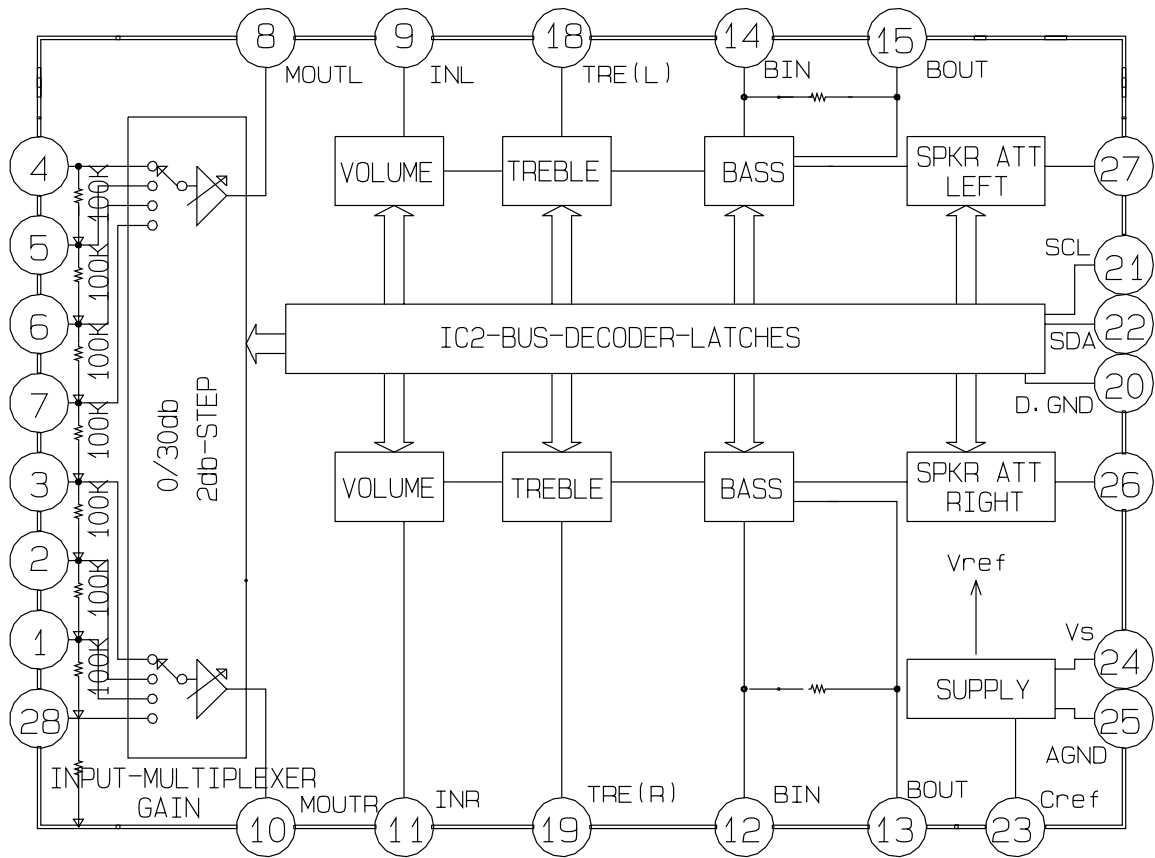 8
9
18
14
15
MOUTL
INL
TRE(L)
BIN
BOUT
4
100K
VOLUME
TREBLE
BASS
SPKR ATT
LEFT
27
5
100K
SCL
21
6
100K
IC2-BUS-DECODER-LATCHES
SDA
22
7
100K
0/30db
2db-STEP
D.GND
20
3
100K
VOLUME
TREBLE
BASS
SPKR ATT
RIGHT
26
2
100K
Vref
1
100K
Vs
24
28
SUPPLY
25
AGND
INPUT-MULTIPLEXER
GAIN
MOUTR
INR
TRE(R)
BIN
BOUT
Cref
10
11
19
12
13
23